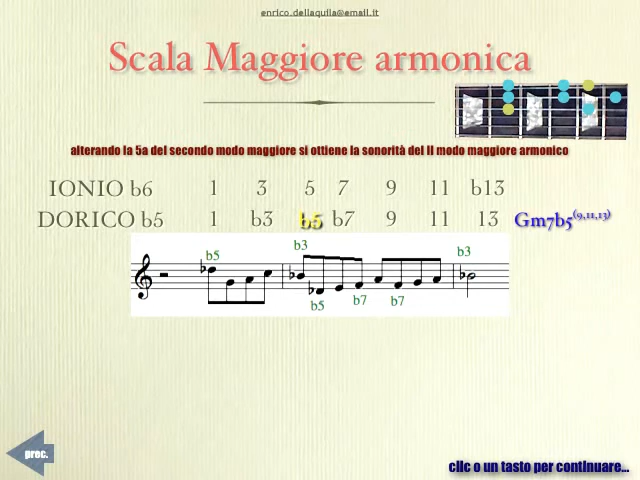 enrico.dellaquila@email.it
Scala Maggiore armonica
alterando la 5a del secondo modo maggiore si ottiene la sonorità del II modo maggiore armonico
IONIO b6 1 3 5 7 9 11 b13
DORICO b5 1 b3 b5 b7 9 11 13 Gm7b5(9,11,13)
b5 b3 b3
b5 b7 b7
prec.
clic o un tasto per continuare...